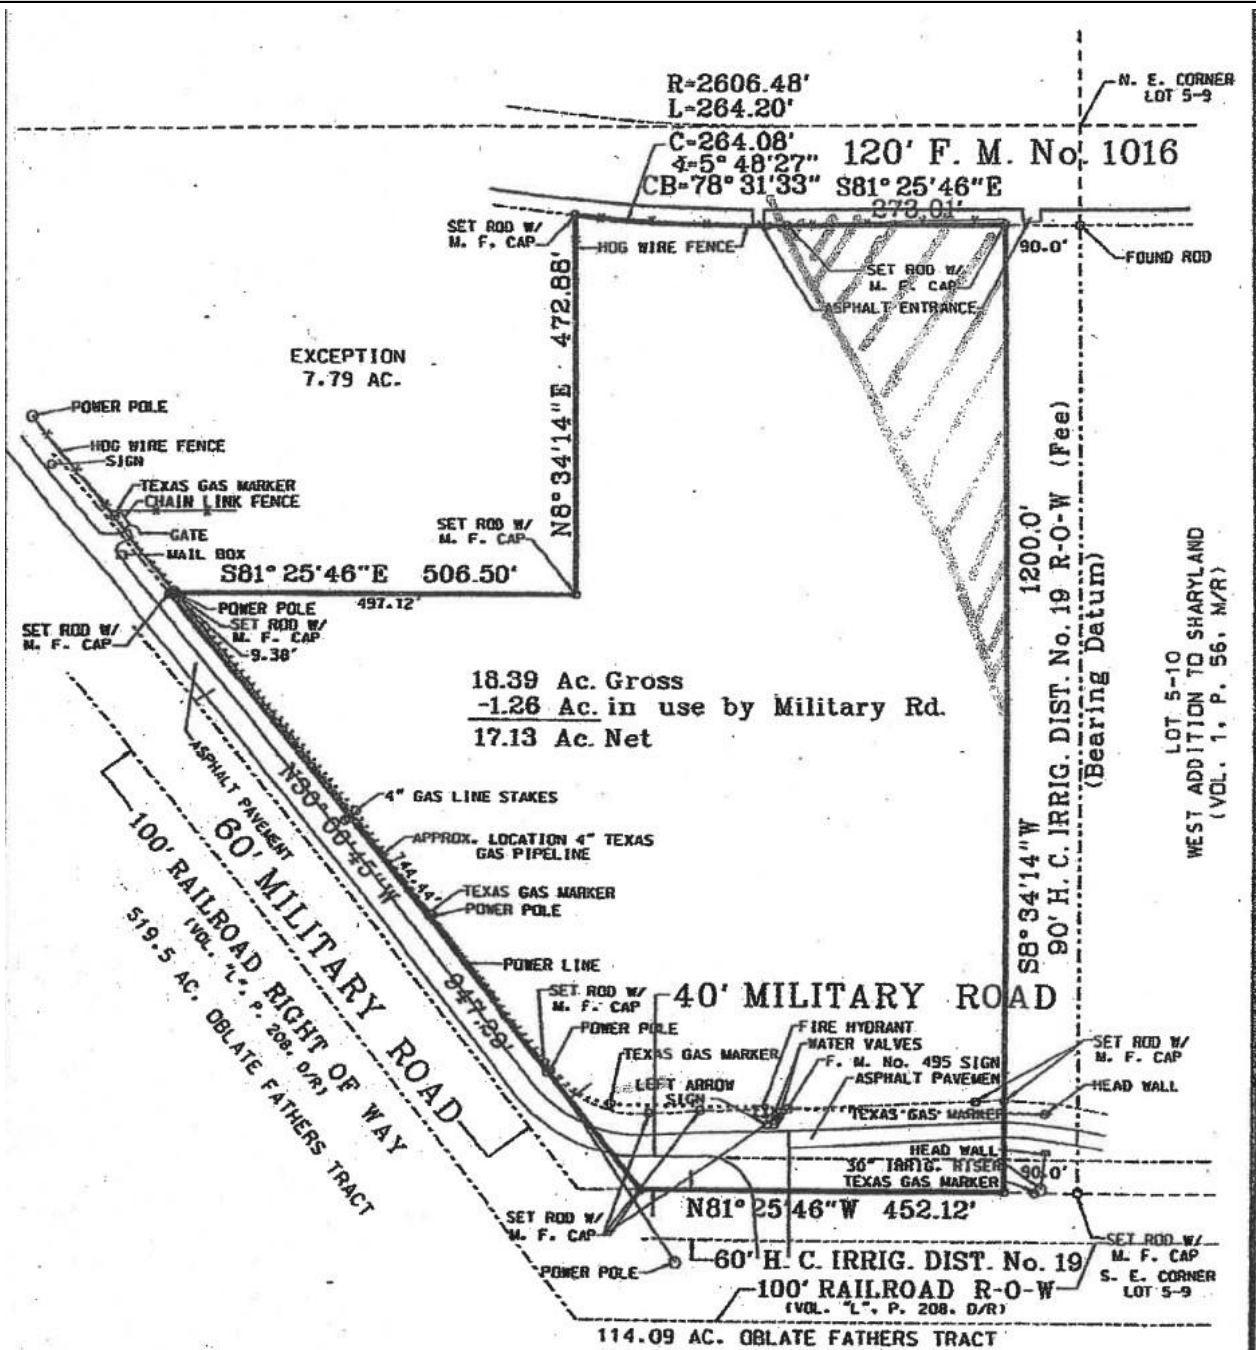 R=2606.48'
L=264.20'
C=264.08'
∢=5°48'27"
CB=78°31'33"
120' F. M. No. 1016
S81°25'46"E
273.01'
N. E. CORNER
LOT 5-9
SET ROD W/
M. F. CAP
HOG WIRE FENCE
90.0'
FOUND ROD
SET ROD W/
M. F. CAP
ASPHALT ENTRANCE
N8°34'14"E 472.88'
EXCEPTION
7.79 AC.
POWER POLE
HOG WIRE FENCE
SIGN
TEXAS GAS MARKER
CHAIN LINK FENCE
GATE
MAIL BOX
SET ROD W/
M. F. CAP
S81°25'46"E 506.50'
497.12'
POWER POLE
SET ROD W/
M. F. CAP
9.38'
SET ROD W/
M. F. CAP
18.39 Ac. Gross
-1.26 Ac. in use by Military Rd.
17.13 Ac. Net
S8°34'14"W 1200.0'
90' H. C. IRRIG. DIST. No. 19 R-O-W (Fee)
(Bearing Datum)
LOT 5-10
WEST ADDITION TO SHARYLAND
(VOL. 1, P. 56, M/R)
ASPHALT PAVEMENT
N30°00'45"W
947.29'
744.44'
4" GAS LINE STAKES
APPROX. LOCATION 4" TEXAS
GAS PIPELINE
TEXAS GAS MARKER
POWER POLE
POWER LINE
60' MILITARY ROAD
100' RAILROAD RIGHT OF WAY
(VOL. "L", P. 208, D/R)
519.5 AC. OBLATE FATHERS TRACT
SET ROD W/
M. F. CAP
40' MILITARY ROAD
POWER POLE
TEXAS GAS MARKER
LEFT ARROW
SIGN
FIRE HYDRANT
WATER VALVES
F. M. No. 495 SIGN
ASPHALT PAVEMEN
TEXAS GAS MARKER
SET ROD W/
M. F. CAP
HEAD WALL
HEAD WALL
36" IRRIG. RISER
TEXAS GAS MARKER
90.0'
N81°25'46"W 452.12'
SET ROD W/
M. F. CAP
POWER POLE
60' H. C. IRRIG. DIST. No. 19
100' RAILROAD R-O-W
(VOL. "L", P. 208, D/R)
SET ROD W/
M. F. CAP
S. E. CORNER
LOT 5-9
114.09 AC. OBLATE FATHERS TRACT